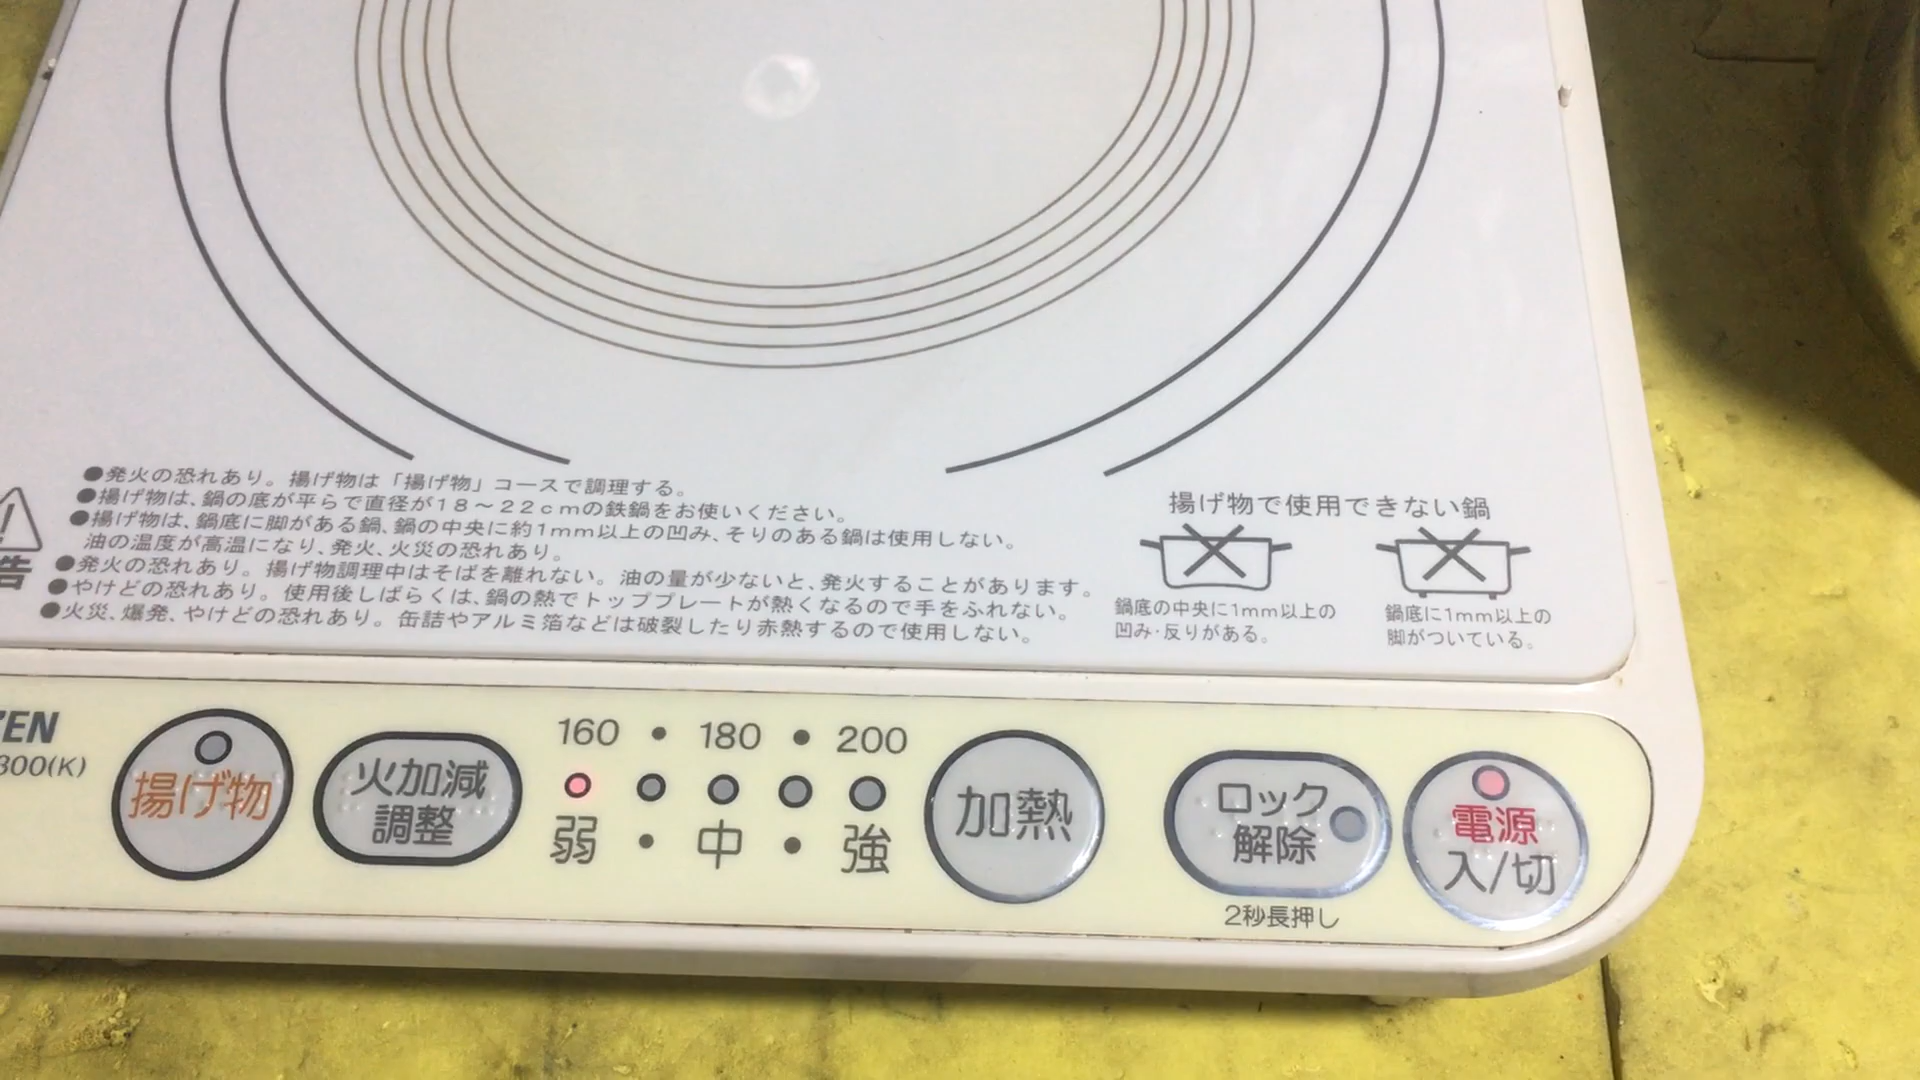 ●発火の恐れあり。揚げ物は「揚げ物」コースで調理する。
●揚げ物は、鍋の底が平らで直径が18～22cmの鉄鍋をお使いください。
●揚げ物は、鍋底に脚がある鍋、鍋の中央に約1mm以上の凹み、そりのある鍋は使用しない。
油の温度が高温になり、発火、火災の恐れあり。
●発火の恐れあり。揚げ物調理中はそばを離れない。油の量が少ないと、発火することがあります。
●やけどの恐れあり。使用後しばらくは、鍋の熱でトッププレートが熱くなるので手をふれない。
●火災、爆発、やけどの恐れあり。缶詰やアルミ箔などは破裂したり赤熱するので使用しない。
告
揚げ物で使用できない鍋
鍋底の中央に1mm以上の
凹み・反りがある。
鍋底に1mm以上の
脚がついている。
ZEN
300(K)
揚げ物
火加減
調整
160 • 180 • 200
弱 • 中 • 強
加熱
ロック
解除
2秒長押し
電源
入/切